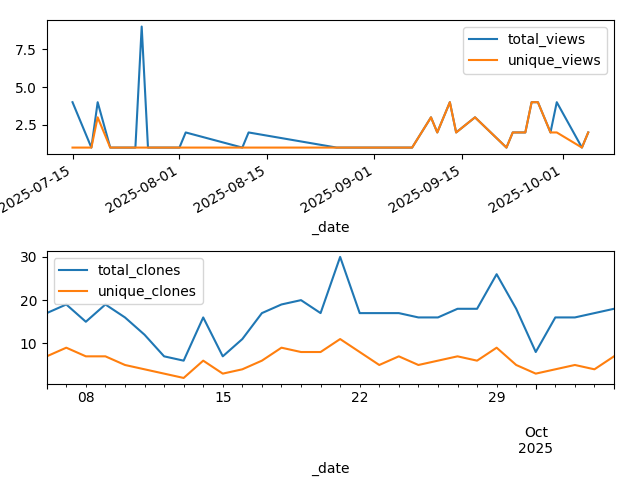 7.5
5.0
2.5
total_views
unique_views
2025-07-15
2025-08-01
2025-08-15
2025-09-01
2025-09-15
2025-10-01
_date
30
20
10
total_clones
unique_clones
08
15
22
29
Oct
2025
_date